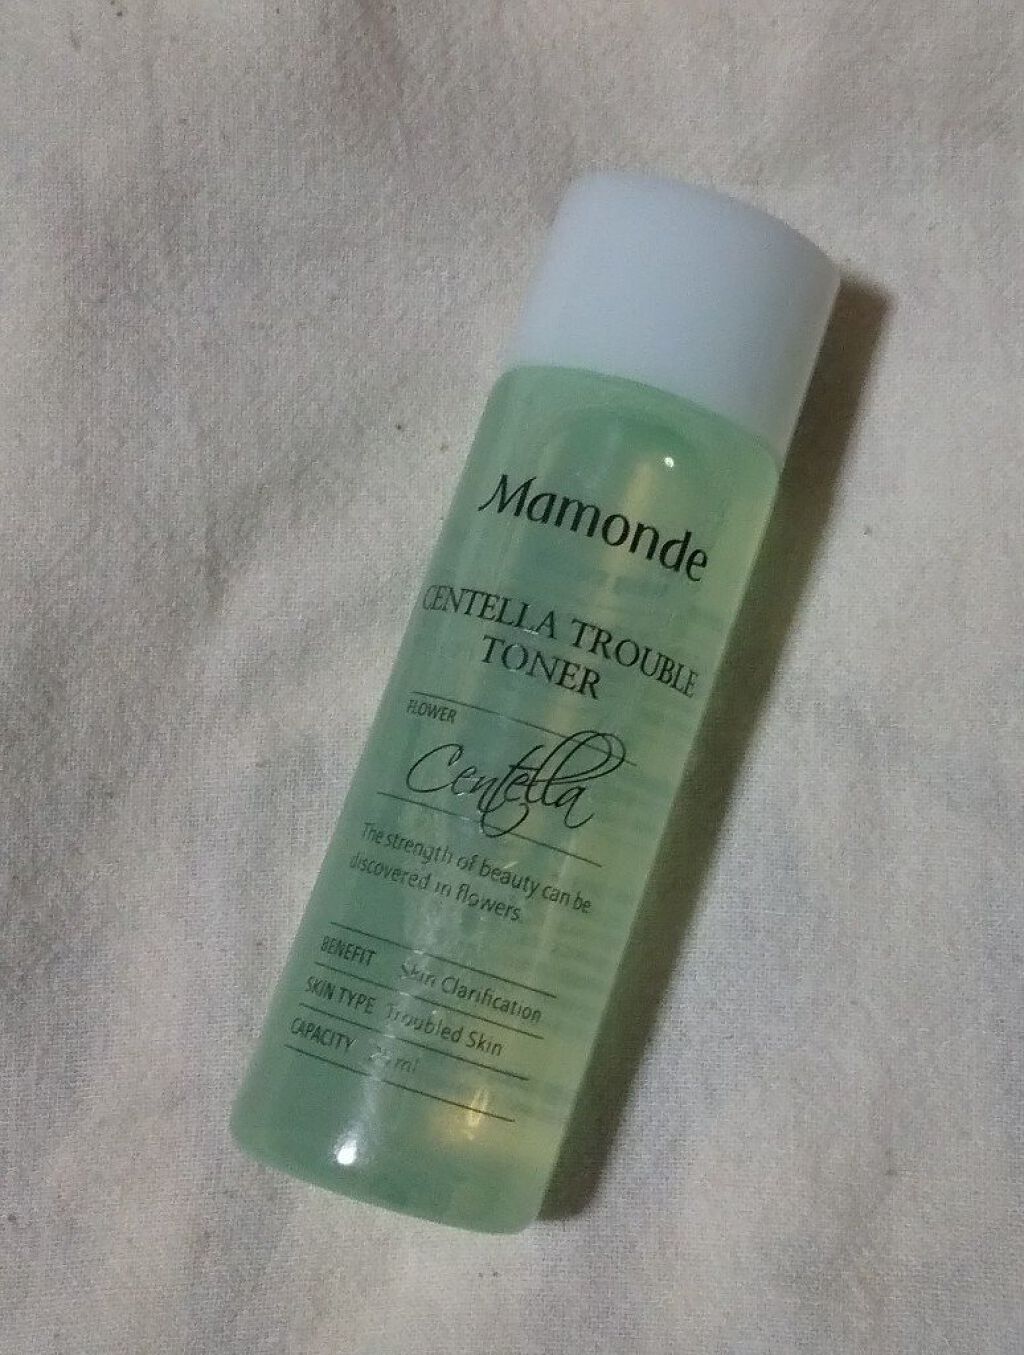 Mamonde
CENTELLA TROUBLE
TONER
FLOWER
Centella
The strength of beauty can be
discovered in flowers.
BENEFIT Skin Clarification
SKIN TYPE Troubled Skin
CAPACITY ml